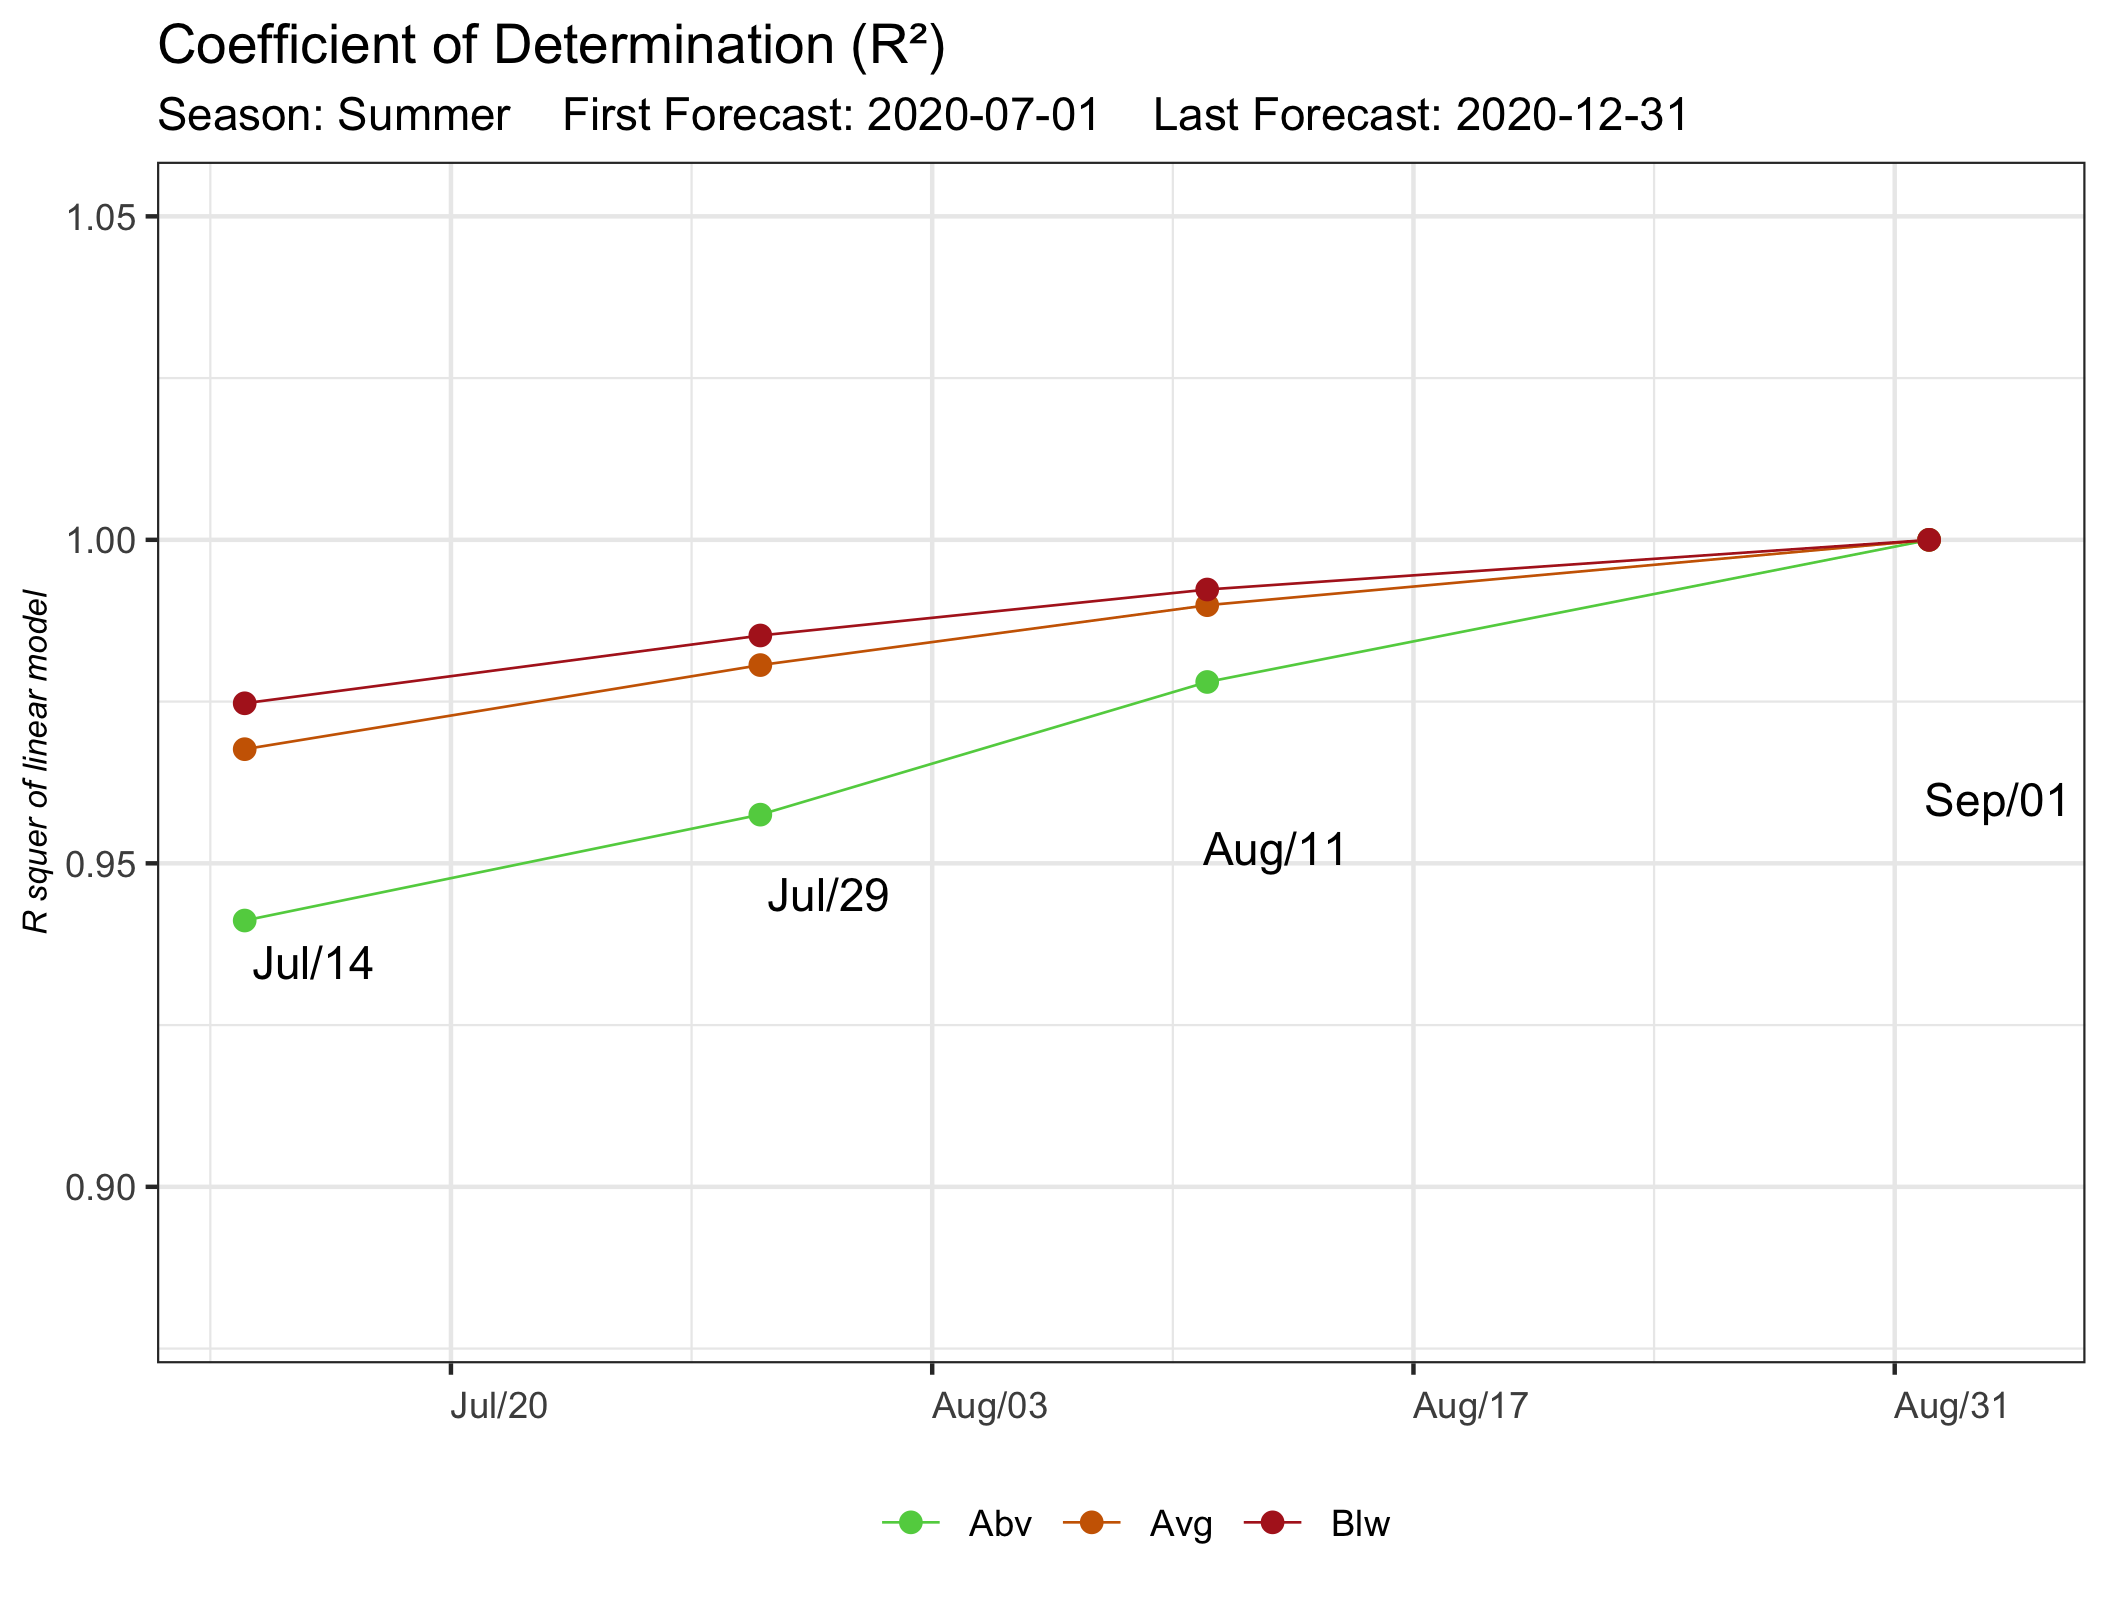 Coefficient of Determination (R²)
Season: Summer First Forecast: 2020-07-01 Last Forecast: 2020-12-31
R squer of linear model
1.05
1.00
0.95
0.90
Jul/14
Jul/29
Aug/11
Sep/01
Jul/20
Aug/03
Aug/17
Aug/31
Abv
Avg
Blw